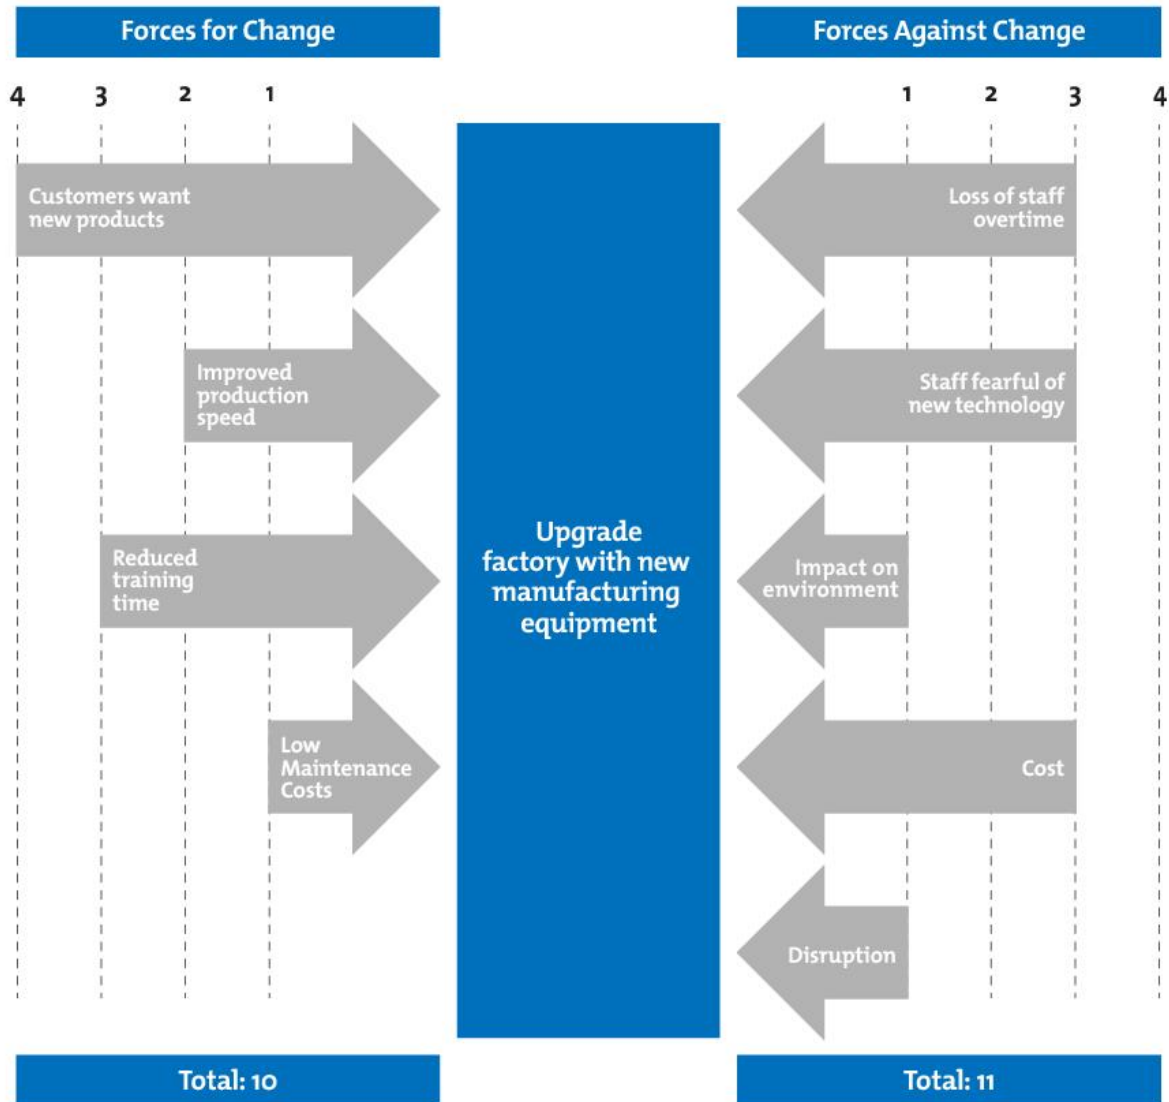 Forces for Change
Forces Against Change
4 3 2 1
1 2 3 4
Customers want
new products
Improved
production
speed
Reduced
training
time
Low
Maintenance
Costs
Upgrade
factory with new
manufacturing
equipment
Loss of staff
overtime
Staff fearful of
new technology
Impact on
environment
Cost
Disruption
Total: 10
Total: 11